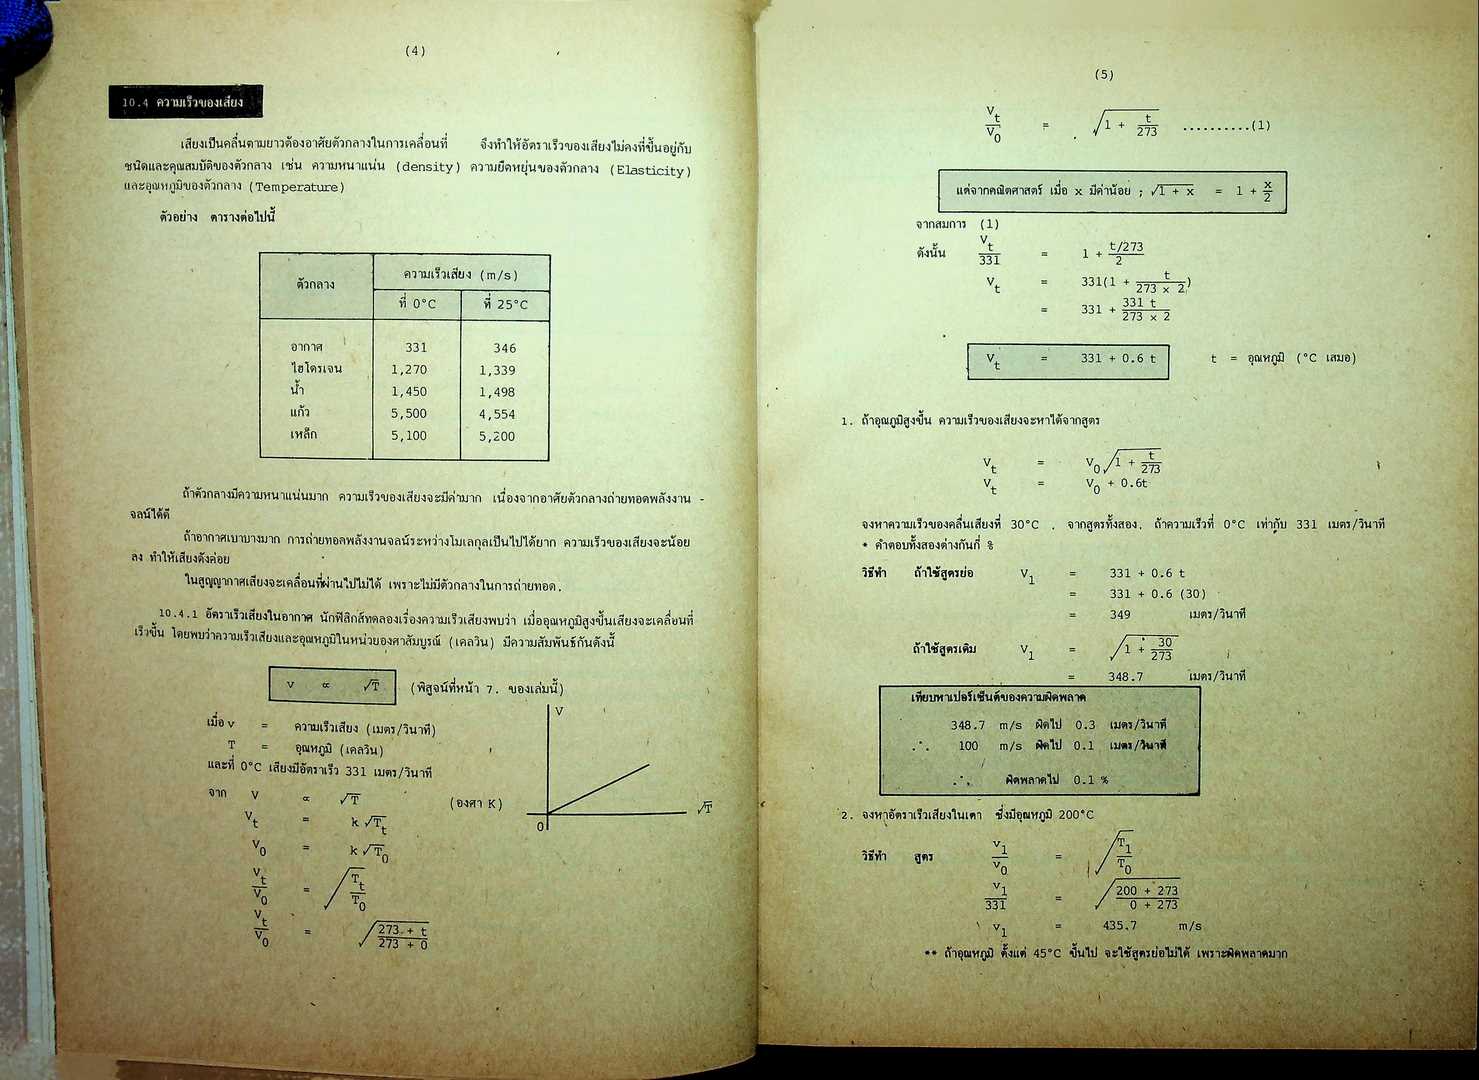 (4)
10.4 ความเร็วของเสียง
เสียงเป็นคลื่นตามยาวต้องอาศัยตัวกลางในการเคลื่อนที่ จึงทำให้อัตราเร็วของเสียงไม่คงที่ขึ้นอยู่กับ
ชนิดและคุณสมบัติของตัวกลาง เช่น ความหนาแน่น (density) ความยืดหยุ่นของตัวกลาง (Elasticity)
และอุณหภูมิของตัวกลาง (Temperature)
ตัวอย่าง ตารางต่อไปนี้
ตัวกลาง ความเร็วเสียง (m/s)
ที่ 0°C ที่ 25°C
อากาศ 331 346
ไฮโดรเจน 1,270 1,339
น้ำ 1,450 1,498
แก้ว 5,500 4,554
เหล็ก 5,100 5,200
ถ้าตัวกลางมีความหนาแน่นมาก ความเร็วของเสียงจะมีค่ามาก เนื่องจากอาศัยตัวกลางถ่ายทอดพลังงาน -
จลน์ได้ดี
ถ้าอากาศเบาบางมาก การถ่ายทอดพลังงานจลน์ระหว่างโมเลกุลเป็นไปได้ยาก ความเร็วของเสียงจะน้อย
ลง ทำให้เสียงดังค่อย
ในสูญญากาศเสียงจะเคลื่อนที่ผ่านไปไม่ได้ เพราะไม่มีตัวกลางในการถ่ายทอด.
10.4.1 อัตราเร็วเสียงในอากาศ นักฟิสิกส์ทดลองเรื่องความเร็วเสียงพบว่า เมื่ออุณหภูมิสูงขึ้นเสียงจะเคลื่อนที่
เร็วขึ้น โดยพบว่าความเร็วเสียงและอุณหภูมิในหน่วยองศาสัมบูรณ์ (เคลวิน) มีความสัมพันธ์กันดังนี้
v ∝ √T (พิสูจน์ที่หน้า 7. ของเล่มนี้)
เมื่อ v = ความเร็วเสียง (เมตร/วินาที)
T = อุณหภูมิ (เคลวิน)
และที่ 0°C เสียงมีอัตราเร็ว 331 เมตร/วินาที
จาก V ∝ √T (องศา K)
V
√T
0
V_t = k √T_t
V_0 = k √T_0
V_t/V_0 = √(T_t/T_0)
V_t/V_0 = √((273 + t)/(273 + 0))
(5)
V_t/V_0 = √(1 + t/273) ..........(1)
แต่จากคณิตศาสตร์ เมื่อ x มีค่าน้อย ; √(1 + x) = 1 + x/2
จากสมการ (1)
ดังนั้น V_t/331 = 1 + (t/273)/2
V_t = 331(1 + t/(273 x 2))
= 331 + 331 t/(273 x 2)
V_t = 331 + 0.6 t t = อุณหภูมิ (°C เสมอ)
1. ถ้าอุณภูมิสูงขึ้น ความเร็วของเสียงจะหาได้จากสูตร
V_t = V_0 √(1 + t/273)
V_t = V_0 + 0.6t
จงหาความเร็วของคลื่นเสียงที่ 30°C . จากสูตรทั้งสอง. ถ้าความเร็วที่ 0°C เท่ากับ 331 เมตร/วินาที
* คำตอบทั้งสองต่างกันกี่ %
วิธีทำ ถ้าใช้สูตรย่อ V_1 = 331 + 0.6 t
= 331 + 0.6 (30)
= 349 เมตร/วินาที
ถ้าใช้สูตรเดิม V_1 = √(1 + 30/273)
= 348.7 เมตร/วินาที
เทียบหาเปอร์เซ็นต์ของความผิดพลาด
348.7 m/s ผิดไป 0.3 เมตร/วินาที
∴ 100 m/s ผิดไป 0.1 เมตร/วินาที
∴ ผิดพลาดไป 0.1 %
2. จงหาอัตราเร็วเสียงในเตา ซึ่งมีอุณหภูมิ 200°C
วิธีทำ สูตร v_1/v_0 = √(T_1/T_0)
v_1/331 = √((200 + 273)/(0 + 273))
v_1 = 435.7 m/s
** ถ้าอุณหภูมิ ตั้งแต่ 45°C ขึ้นไป จะใช้สูตรย่อไม่ได้ เพราะผิดพลาดมาก